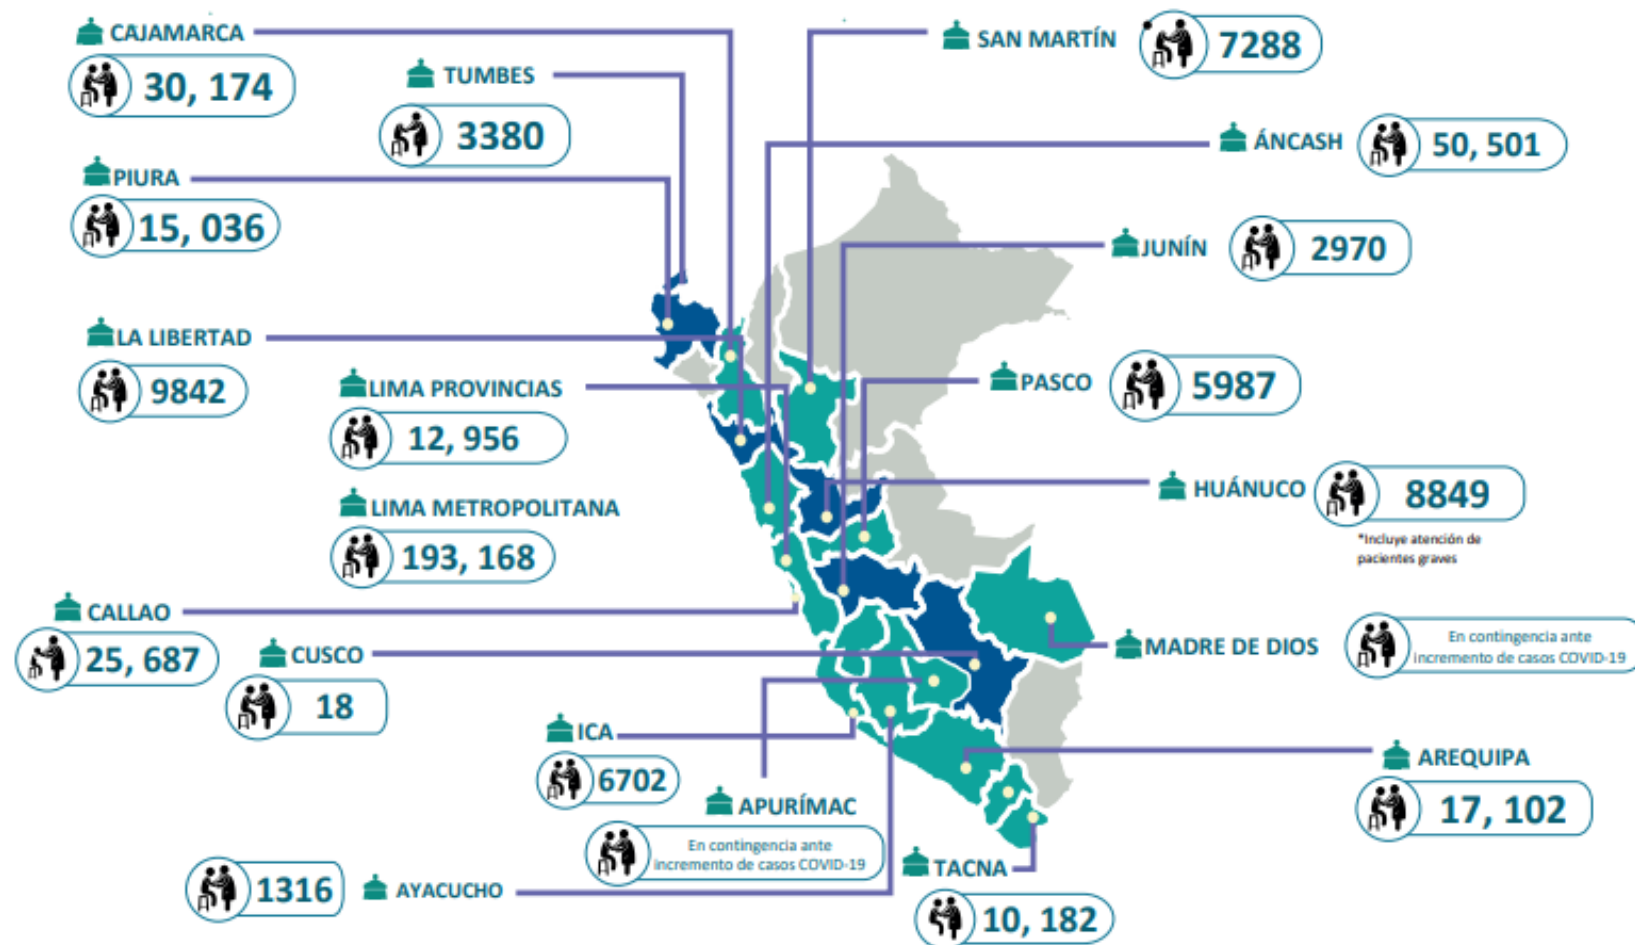 CAJAMARCA
30, 174
TUMBES
3380
PIURA
15, 036
LA LIBERTAD
9842
LIMA PROVINCIAS
12, 956
LIMA METROPOLITANA
193, 168
CALLAO
25, 687
CUSCO
18
ICA
6702
APURÍMAC
En contingencia ante
incremento de casos COVID-19
1316
AYACUCHO
TACNA
10, 182
SAN MARTÍN
7288
ÁNCASH
50, 501
JUNÍN
2970
PASCO
5987
HUÁNUCO
8849
*Incluye atención de
pacientes graves
MADRE DE DIOS
En contingencia ante
incremento de casos COVID-19
AREQUIPA
17, 102